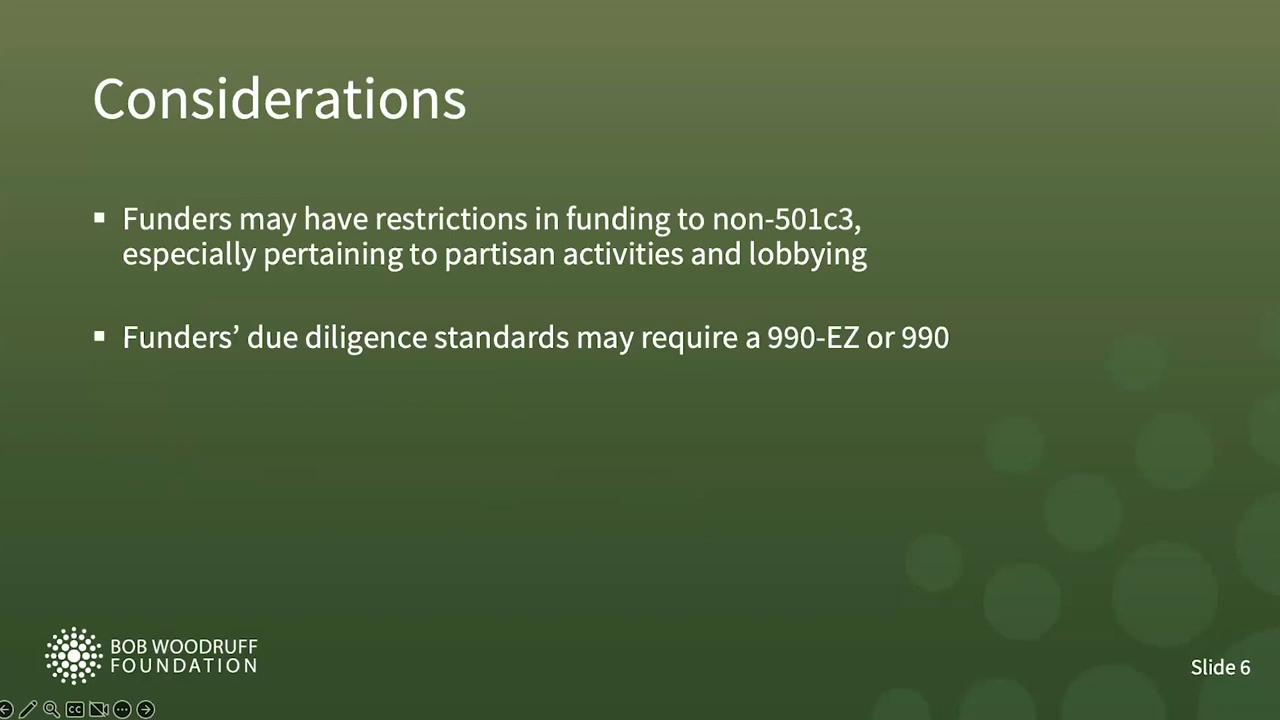 Considerations
▪ Funders may have restrictions in funding to non-501c3,
especially pertaining to partisan activities and lobbying
▪ Funders’ due diligence standards may require a 990-EZ or 990
BOB WOODRUFF
FOUNDATION
Slide 6
CC